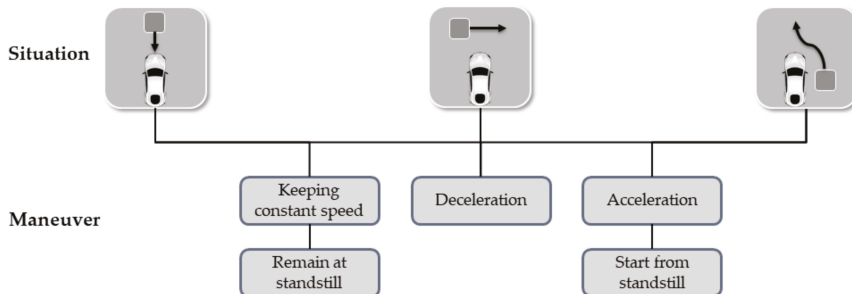 Situation
Keeping
constant speed
Deceleration
Acceleration
Maneuver
Remain at
standstill
Start from
standstill